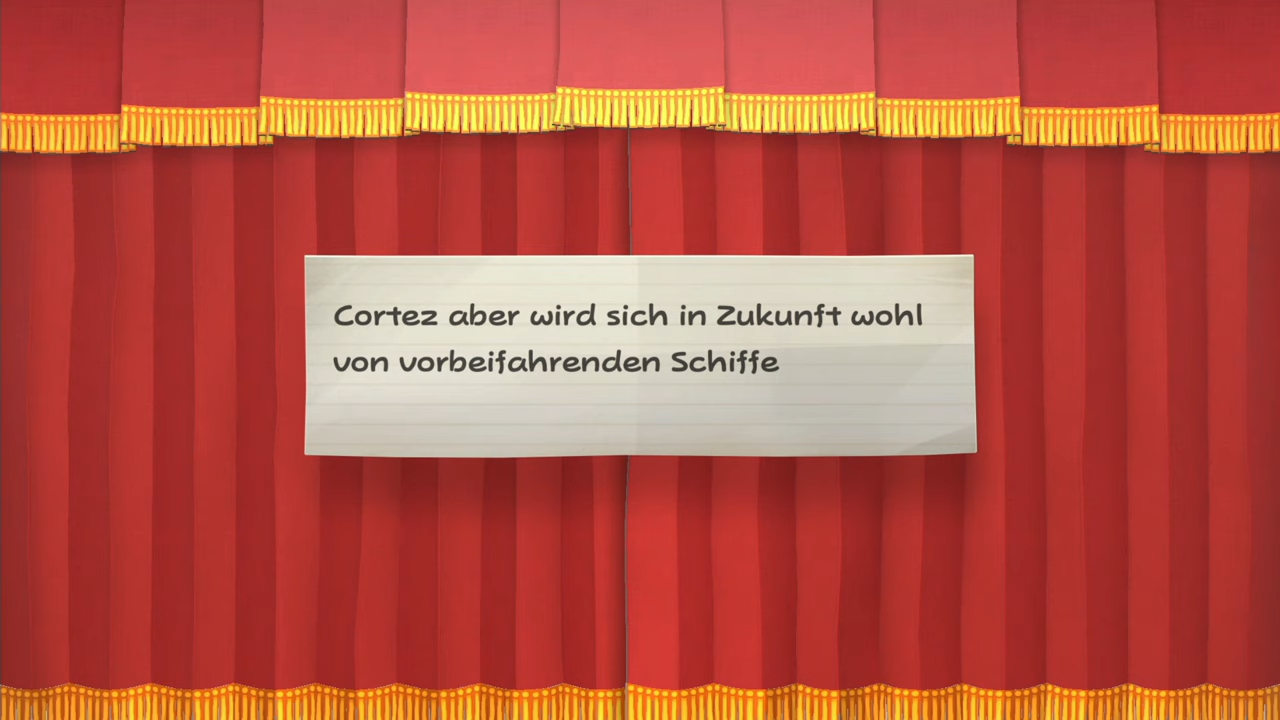 Cortez aber wird sich in Zukunft wohl
von vorbeifahrenden Schiffe